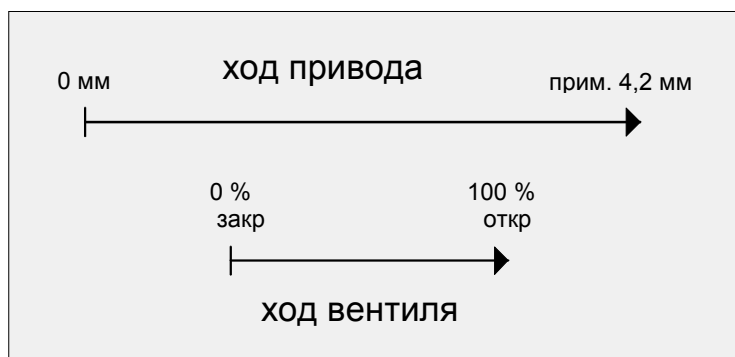 ход привода
0 мм
прим. 4,2 мм
0 %
закр
100 %
откр
ход вентиля